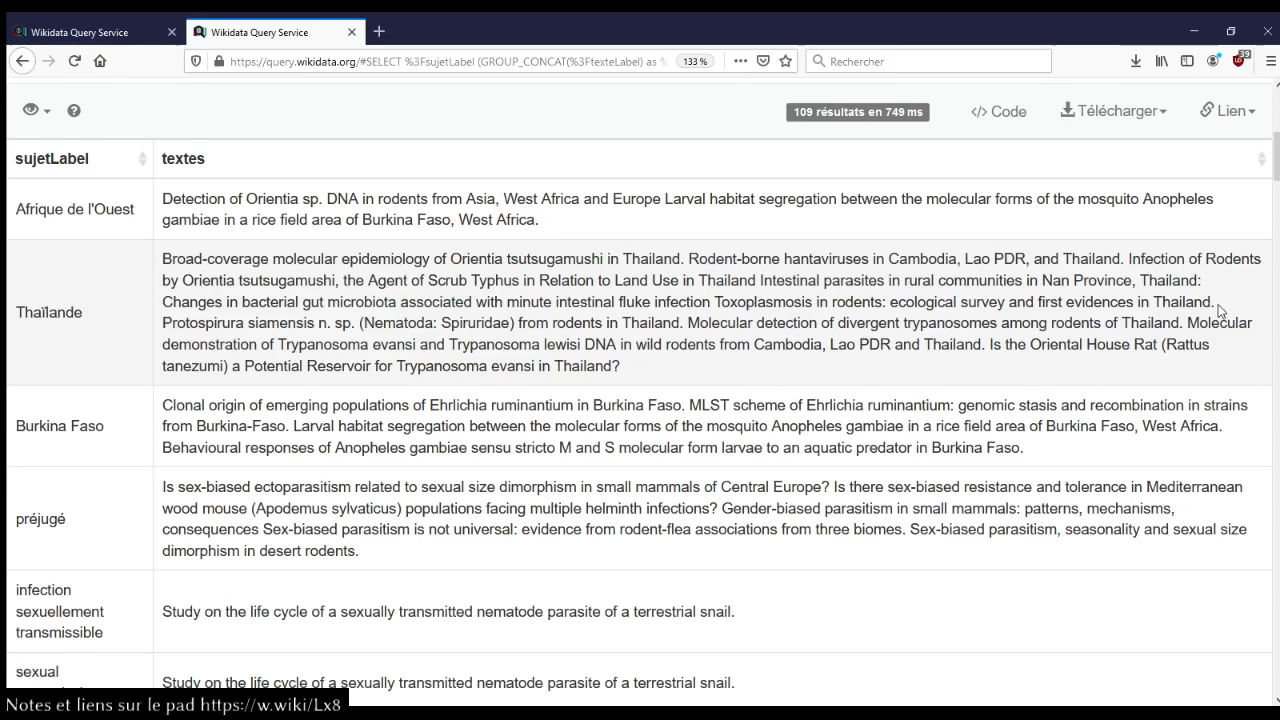 Wikidata Query Service
Wikidata Query Service
https://query.wikidata.org/#SELECT %3FsujetLabel (GROUP_CONCAT(%3FtexteLabel) as %
133 %
Rechercher
39
109 résultats en 749 ms
</> Code
Télécharger
Lien
sujetLabel
textes
Afrique de l'Ouest
Detection of Orientia sp. DNA in rodents from Asia, West Africa and Europe Larval habitat segregation between the molecular forms of the mosquito Anopheles
gambiae in a rice field area of Burkina Faso, West Africa.
Thaïlande
Broad-coverage molecular epidemiology of Orientia tsutsugamushi in Thailand. Rodent-borne hantaviruses in Cambodia, Lao PDR, and Thailand. Infection of Rodents
by Orientia tsutsugamushi, the Agent of Scrub Typhus in Relation to Land Use in Thailand Intestinal parasites in rural communities in Nan Province, Thailand:
Changes in bacterial gut microbiota associated with minute intestinal fluke infection Toxoplasmosis in rodents: ecological survey and first evidences in Thailand.
Protospirura siamensis n. sp. (Nematoda: Spiruridae) from rodents in Thailand. Molecular detection of divergent trypanosomes among rodents of Thailand. Molecular
demonstration of Trypanosoma evansi and Trypanosoma lewisi DNA in wild rodents from Cambodia, Lao PDR and Thailand. Is the Oriental House Rat (Rattus
tanezumi) a Potential Reservoir for Trypanosoma evansi in Thailand?
Burkina Faso
Clonal origin of emerging populations of Ehrlichia ruminantium in Burkina Faso. MLST scheme of Ehrlichia ruminantium: genomic stasis and recombination in strains
from Burkina-Faso. Larval habitat segregation between the molecular forms of the mosquito Anopheles gambiae in a rice field area of Burkina Faso, West Africa.
Behavioural responses of Anopheles gambiae sensu stricto M and S molecular form larvae to an aquatic predator in Burkina Faso.
préjugé
Is sex-biased ectoparasitism related to sexual size dimorphism in small mammals of Central Europe? Is there sex-biased resistance and tolerance in Mediterranean
wood mouse (Apodemus sylvaticus) populations facing multiple helminth infections? Gender-biased parasitism in small mammals: patterns, mechanisms,
consequences Sex-biased parasitism is not universal: evidence from rodent-flea associations from three biomes. Sex-biased parasitism, seasonality and sexual size
dimorphism in desert rodents.
infection
sexuellement
transmissible
Study on the life cycle of a sexually transmitted nematode parasite of a terrestrial snail.
sexual
Study on the life cycle of a sexually transmitted nematode parasite of a terrestrial snail.
Notes et liens sur le pad https://w.wiki/Lx8